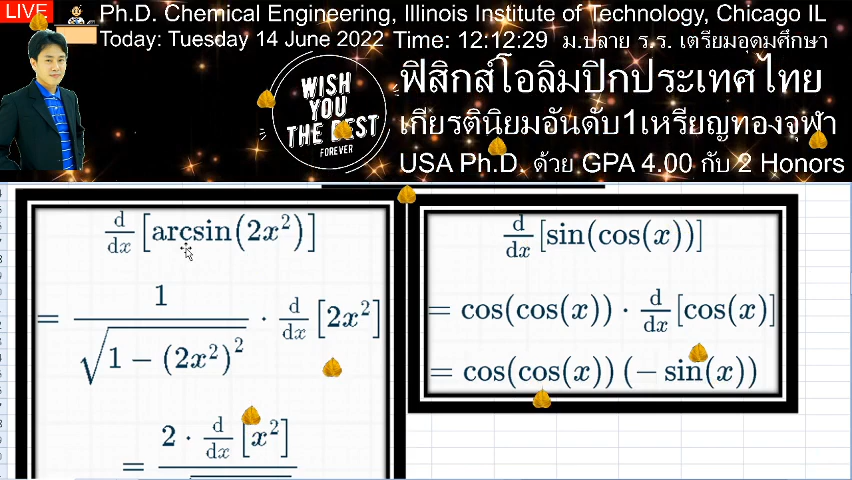 LIVE
Ph.D. Chemical Engineering, Illinois Institute of Technology, Chicago IL
Today: Tuesday 14 June 2022 Time: 12:12:29 ม.ปลาย ร.ร. เตรียมอุดมศึกษา
ฟิสิกส์โอลิมปิกประเทศไทย
เกียรตินิยมอันดับ1เหรียญทองจุฬา
USA Ph.D. ด้วย GPA 4.00 กับ 2 Honors
WISH
YOU
THE BEST
FOREVER
d/dx [arcsin(2x²)]
= 1/√(1 − (2x²)²) · d/dx [2x²]
= 2 · d/dx [x²]
d/dx [sin(cos(x))]
= cos(cos(x)) · d/dx [cos(x)]
= cos(cos(x)) (− sin(x))